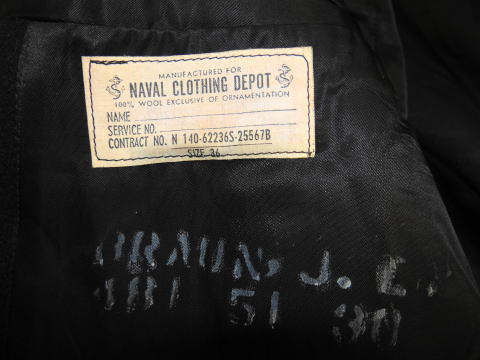 MANUFACTURED FOR
NAVAL CLOTHING DEPOT
100% WOOL EXCLUSIVE OF ORNAMENTATION
NAME
SERVICE NO.
CONTRACT NO. N 140-62236S-25567B
SIZE 36
BRAUN, J. E.
381 51 30